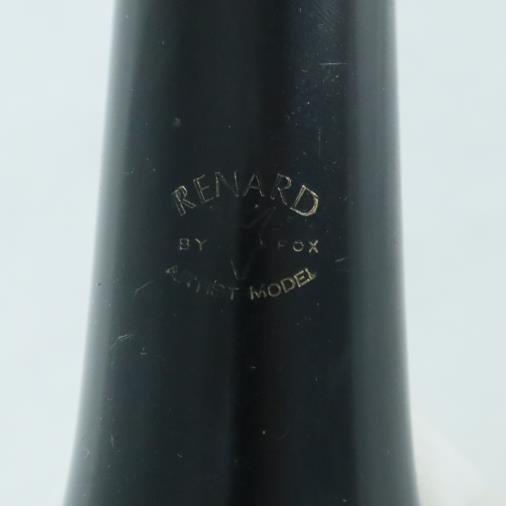 RENARD
BY FOX
ARTIST MODEL